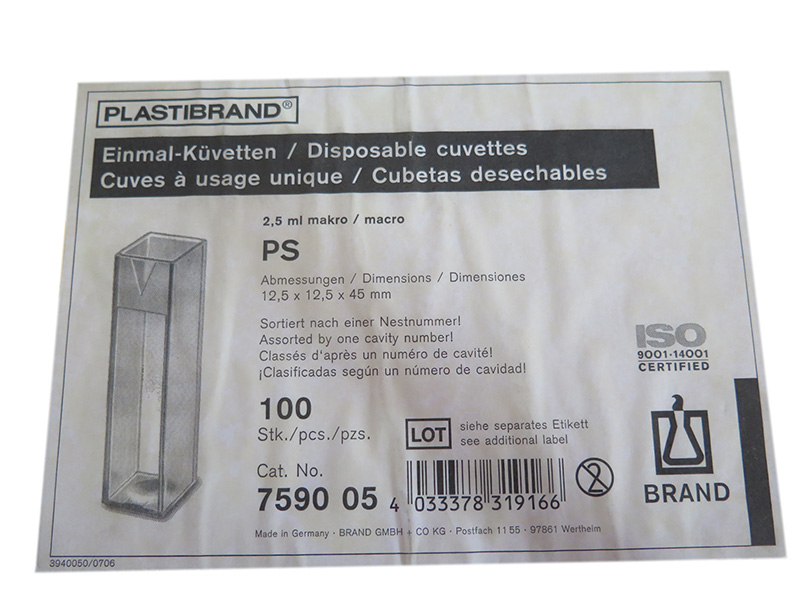 PLASTIBRAND®
Einmal-Küvetten / Disposable cuvettes
Cuves à usage unique / Cubetas desechables
2,5 ml makro / macro
PS
Abmessungen / Dimensions / Dimensiones
12,5 x 12,5 x 45 mm
Sortiert nach einer Nestnummer!
Assorted by one cavity number!
Classés d'après un numéro de cavité!
¡Clasificadas según un número de cavidad!
ISO
9001·14001
CERTIFIED
100
Stk./pcs./pzs.
LOT
siehe separates Etikett
see additional label
Cat. No.
7590 05
4 033378 319166
2
BRAND
Made in Germany · BRAND GMBH + CO KG · Postfach 11 55 · 97861 Wertheim
3940050/0706